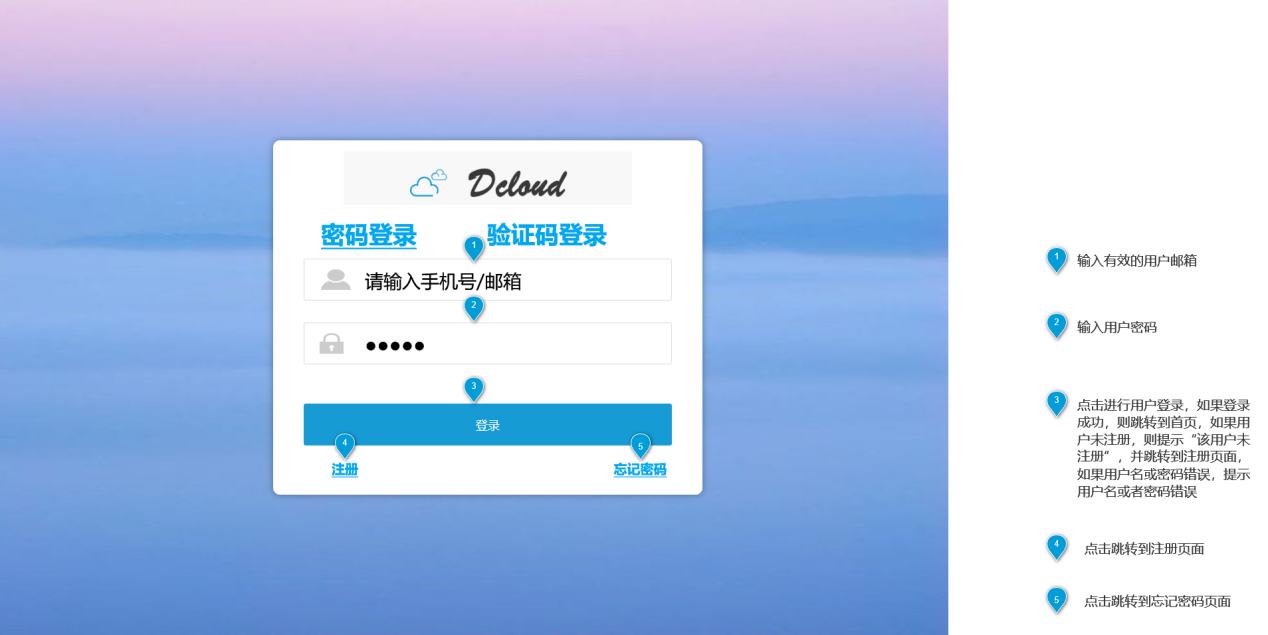 Dcloud
密码登录
验证码登录
1
请输入手机号/邮箱
2
●●●●●
3
登录
4
5
注册
忘记密码
1
输入有效的用户邮箱
2
输入用户密码
3
点击进行用户登录，如果登录
成功，则跳转到首页，如果用
户未注册，则提示“该用户未
注册”，并跳转到注册页面，
如果用户名或密码错误，提示
用户名或者密码错误
4
点击跳转到注册页面
5
点击跳转到忘记密码页面